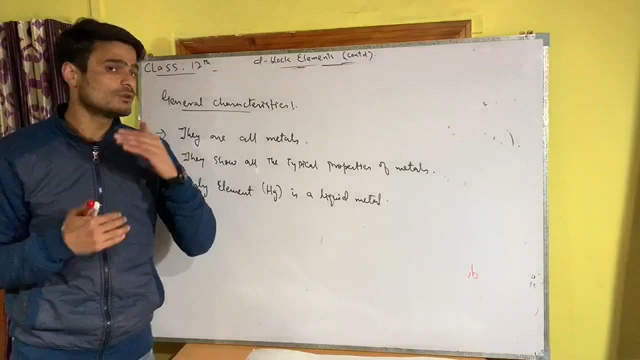 CLASS. 12th
d-block Elements (contd)
General characteristics!
→ They are all metals.
They show all the typical properties of metals.
Element (Hg) is a liquid metal.
b